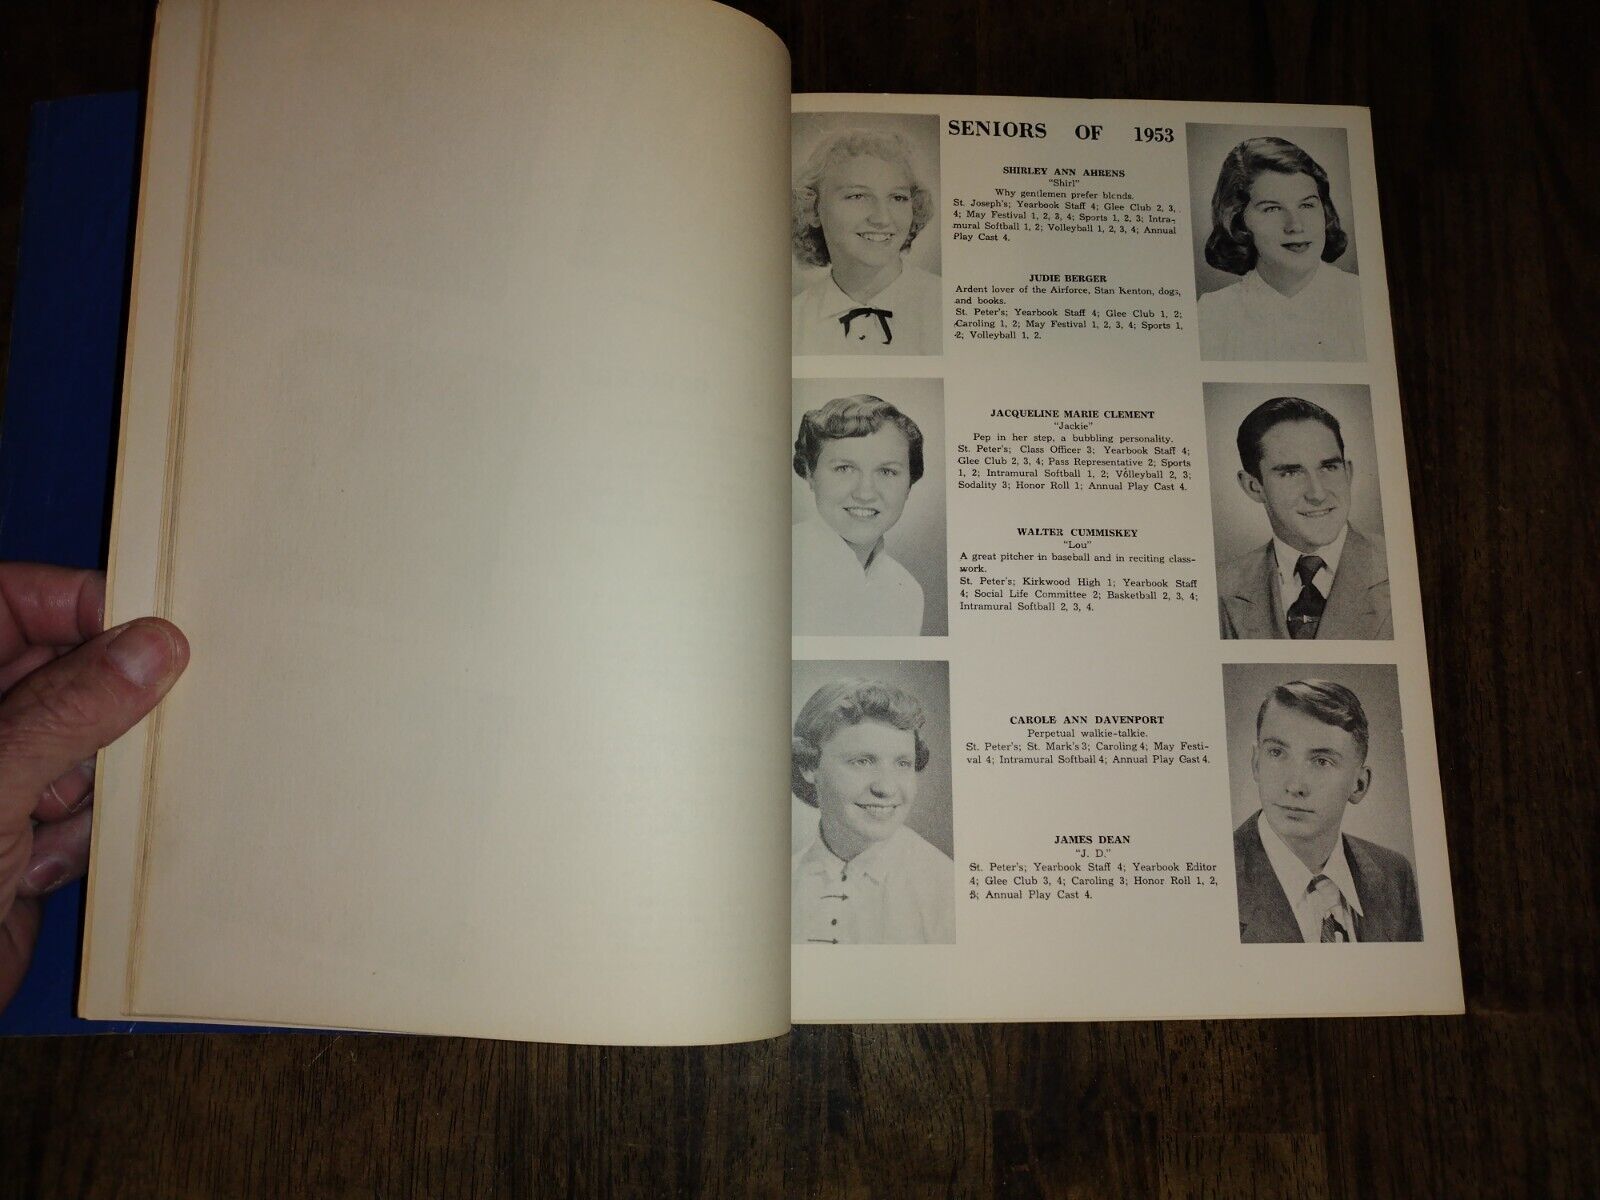 SENIORS OF 1953
SHIRLEY ANN AHRENS
"Shirl"
Why gentlemen prefer blonds.
St. Joseph's; Yearbook Staff 4; Glee Club 2, 3,
4; May Festival 1, 2, 3, 4; Sports 1, 2, 3; Intra-
mural Softball 1, 2; Volleyball 1, 2, 3, 4; Annual
Play Cast 4.
JUDIE BERGER
Ardent lover of the Airforce, Stan Kenton, dogs,
and books.
St. Peter's; Yearbook Staff 4; Glee Club 1, 2;
Caroling 1, 2; May Festival 1, 2, 3, 4; Sports 1,
2; Volleyball 1, 2.
JACQUELINE MARIE CLEMENT
"Jackie"
Pep in her step, a bubbling personality.
St. Peter's; Class Officer 3; Yearbook Staff 4;
Glee Club 2, 3, 4; Pass Representative 2; Sports
1, 2; Intramural Softball 1, 2; Volleyball 2, 3;
Sodality 3; Honor Roll 1; Annual Play Cast 4.
WALTER CUMMISKEY
"Lou"
A great pitcher in baseball and in reciting class-
work.
St. Peter's; Kirkwood High 1; Yearbook Staff
4; Social Life Committee 2; Basketball 2, 3, 4;
Intramural Softball 2, 3, 4.
CAROLE ANN DAVENPORT
Perpetual walkie-talkie.
St. Peter's; St. Mark's 3; Caroling 4; May Festi-
val 4; Intramural Softball 4; Annual Play Cast 4.
JAMES DEAN
"J. D."
St. Peter's; Yearbook Staff 4; Yearbook Editor
4; Glee Club 3, 4; Caroling 3; Honor Roll 1, 2,
3; Annual Play Cast 4.